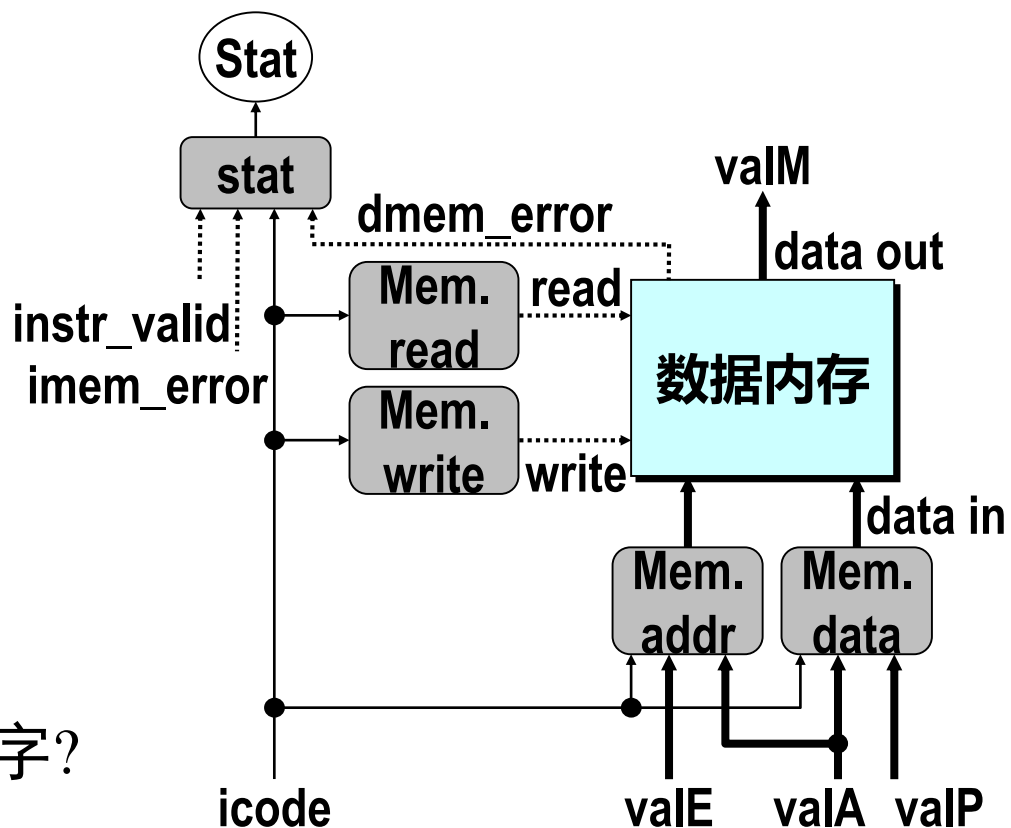 Stat
stat
valM
dmem_error
data out
Mem.
read
read
instr_valid
imem_error
数据内存
Mem.
write
write
data in
Mem.
addr
Mem.
data
字?
icode
valE
valA
valP